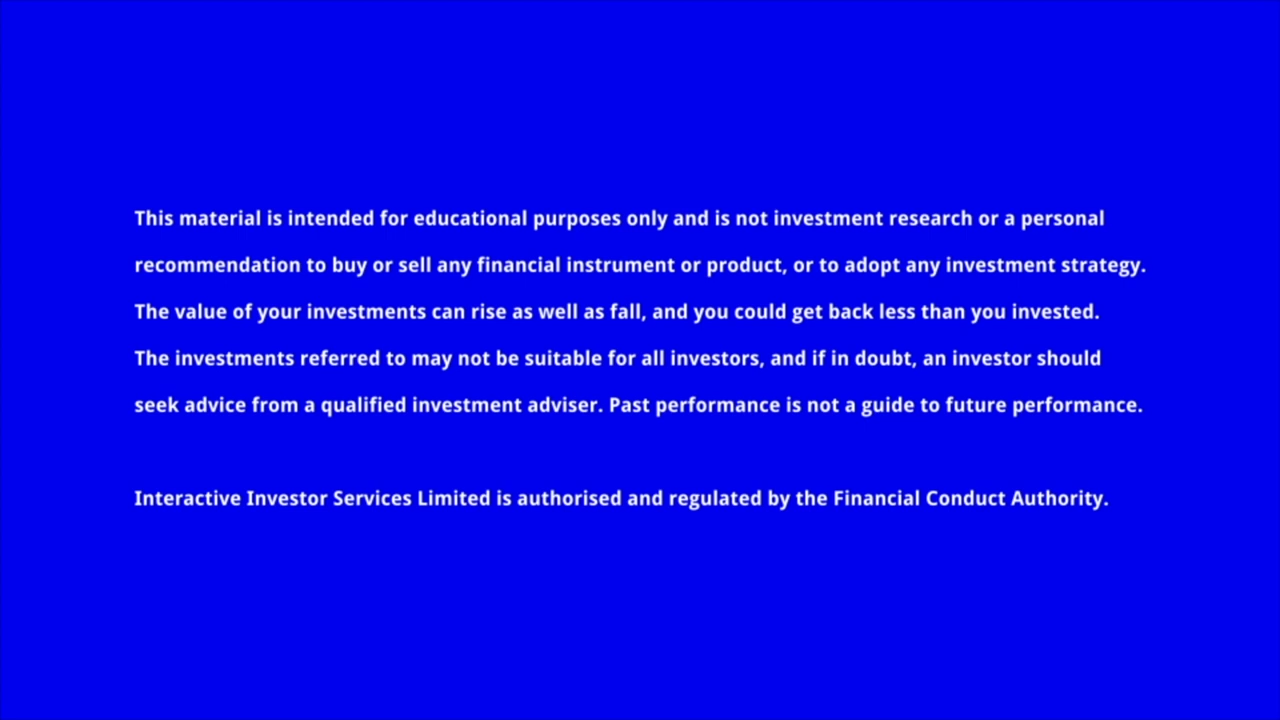 This material is intended for educational purposes only and is not investment research or a personal
recommendation to buy or sell any financial instrument or product, or to adopt any investment strategy.
The value of your investments can rise as well as fall, and you could get back less than you invested.
The investments referred to may not be suitable for all investors, and if in doubt, an investor should
seek advice from a qualified investment adviser. Past performance is not a guide to future performance.
Interactive Investor Services Limited is authorised and regulated by the Financial Conduct Authority.